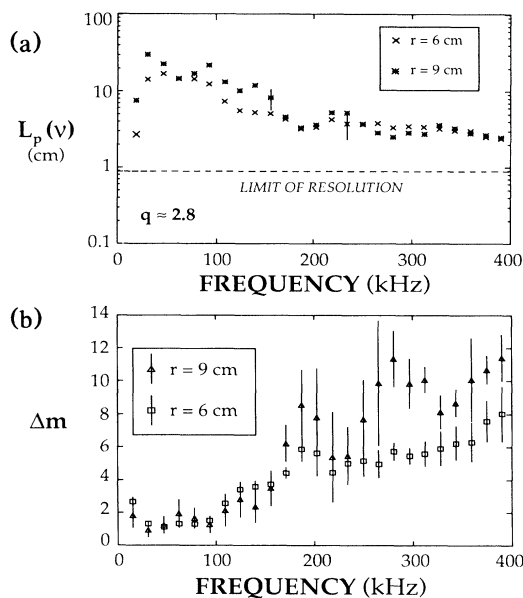 (a)
100
10
1
0.1
L_p(ν)
(cm)
× r = 6 cm
✱ r = 9 cm
LIMIT OF RESOLUTION
q ≈ 2.8
0 100 200 300 400
FREQUENCY (kHz)
(b)
14
12
10
8
6
4
2
0
Δm
r = 9 cm
r = 6 cm
0 100 200 300 400
FREQUENCY (kHz)